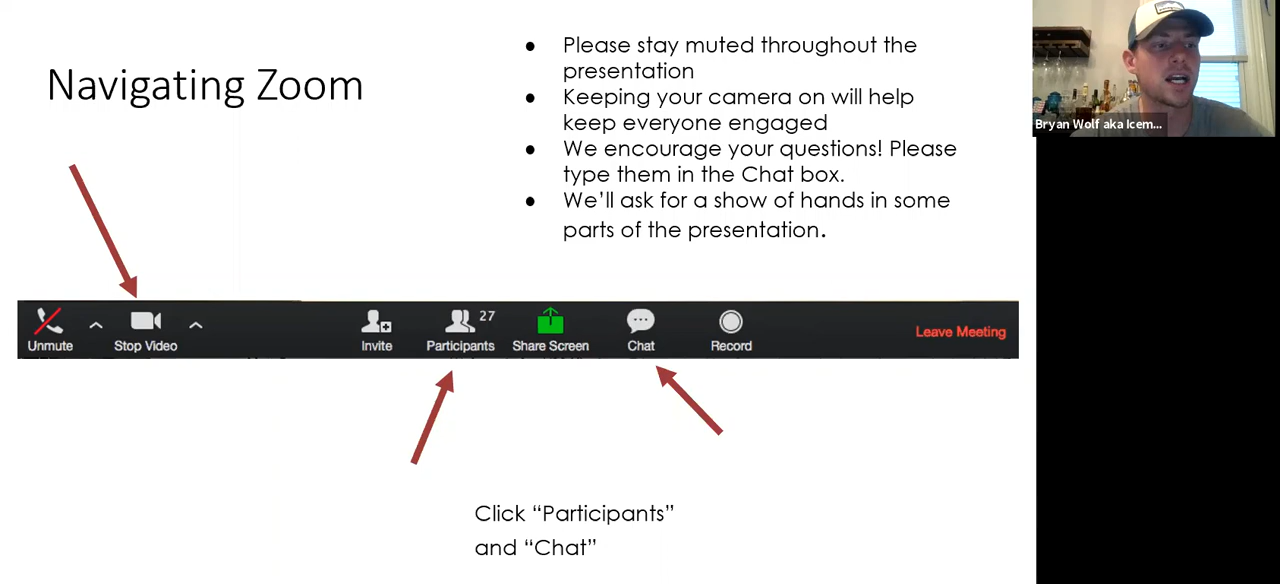 Navigating Zoom
● Please stay muted throughout the
presentation
● Keeping your camera on will help
keep everyone engaged
● We encourage your questions! Please
type them in the Chat box.
● We’ll ask for a show of hands in some
parts of the presentation.
Bryan Wolf aka Icem...
Unmute
Stop Video
Invite
27
Participants
Share Screen
Chat
Record
Leave Meeting
Click “Participants”
and “Chat”